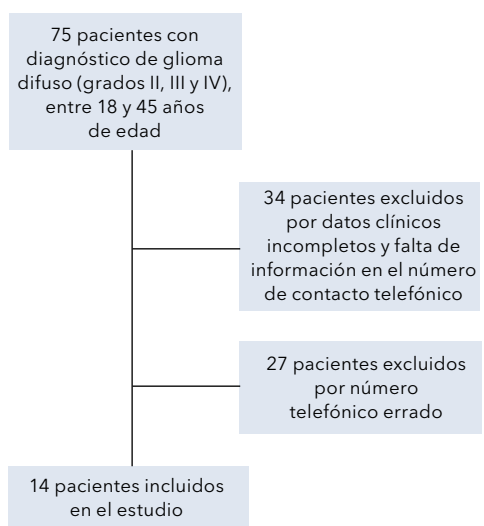 75 pacientes con
diagnóstico de glioma
difuso (grados II, III y IV),
entre 18 y 45 años
de edad
34 pacientes excluidos
por datos clínicos
incompletos y falta de
información en el número
de contacto telefónico
27 pacientes excluidos
por número
telefónico errado
14 pacientes incluidos
en el estudio